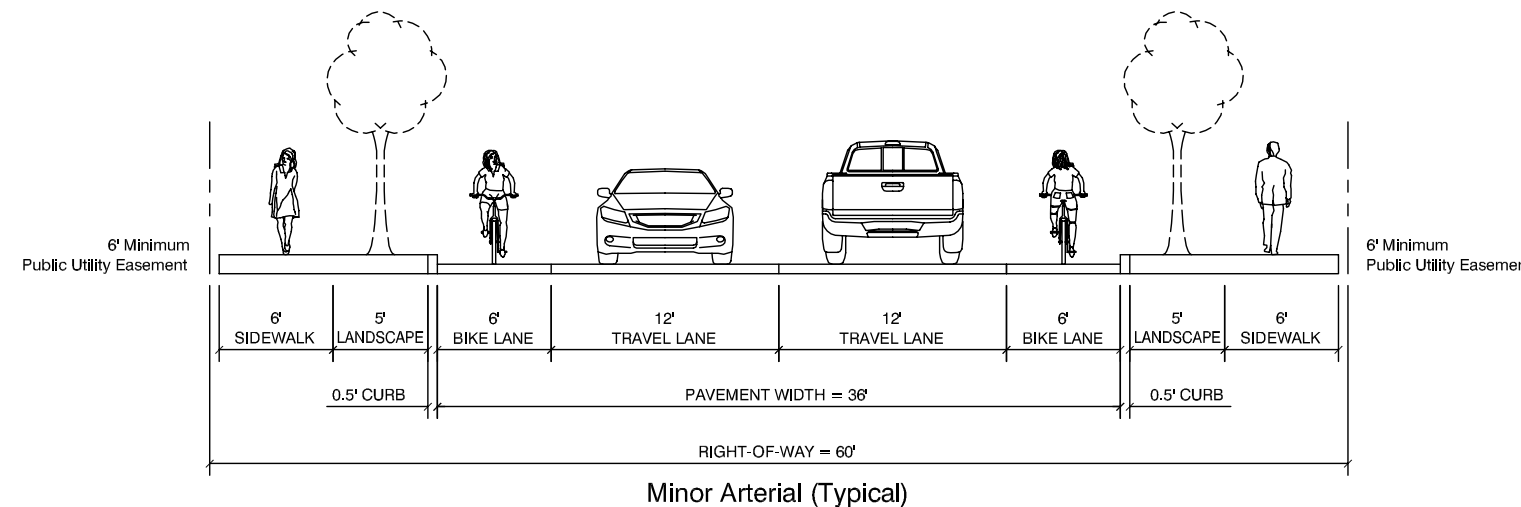 6' Minimum
Public Utility Easement
6' Minimum
Public Utility Easemen
6'
SIDEWALK
5'
LANDSCAPE
6'
BIKE LANE
12'
TRAVEL LANE
12'
TRAVEL LANE
6'
BIKE LANE
5'
LANDSCAPE
6'
SIDEWALK
0.5' CURB
PAVEMENT WIDTH = 36'
0.5' CURB
RIGHT-OF-WAY = 60'
Minor Arterial (Typical)